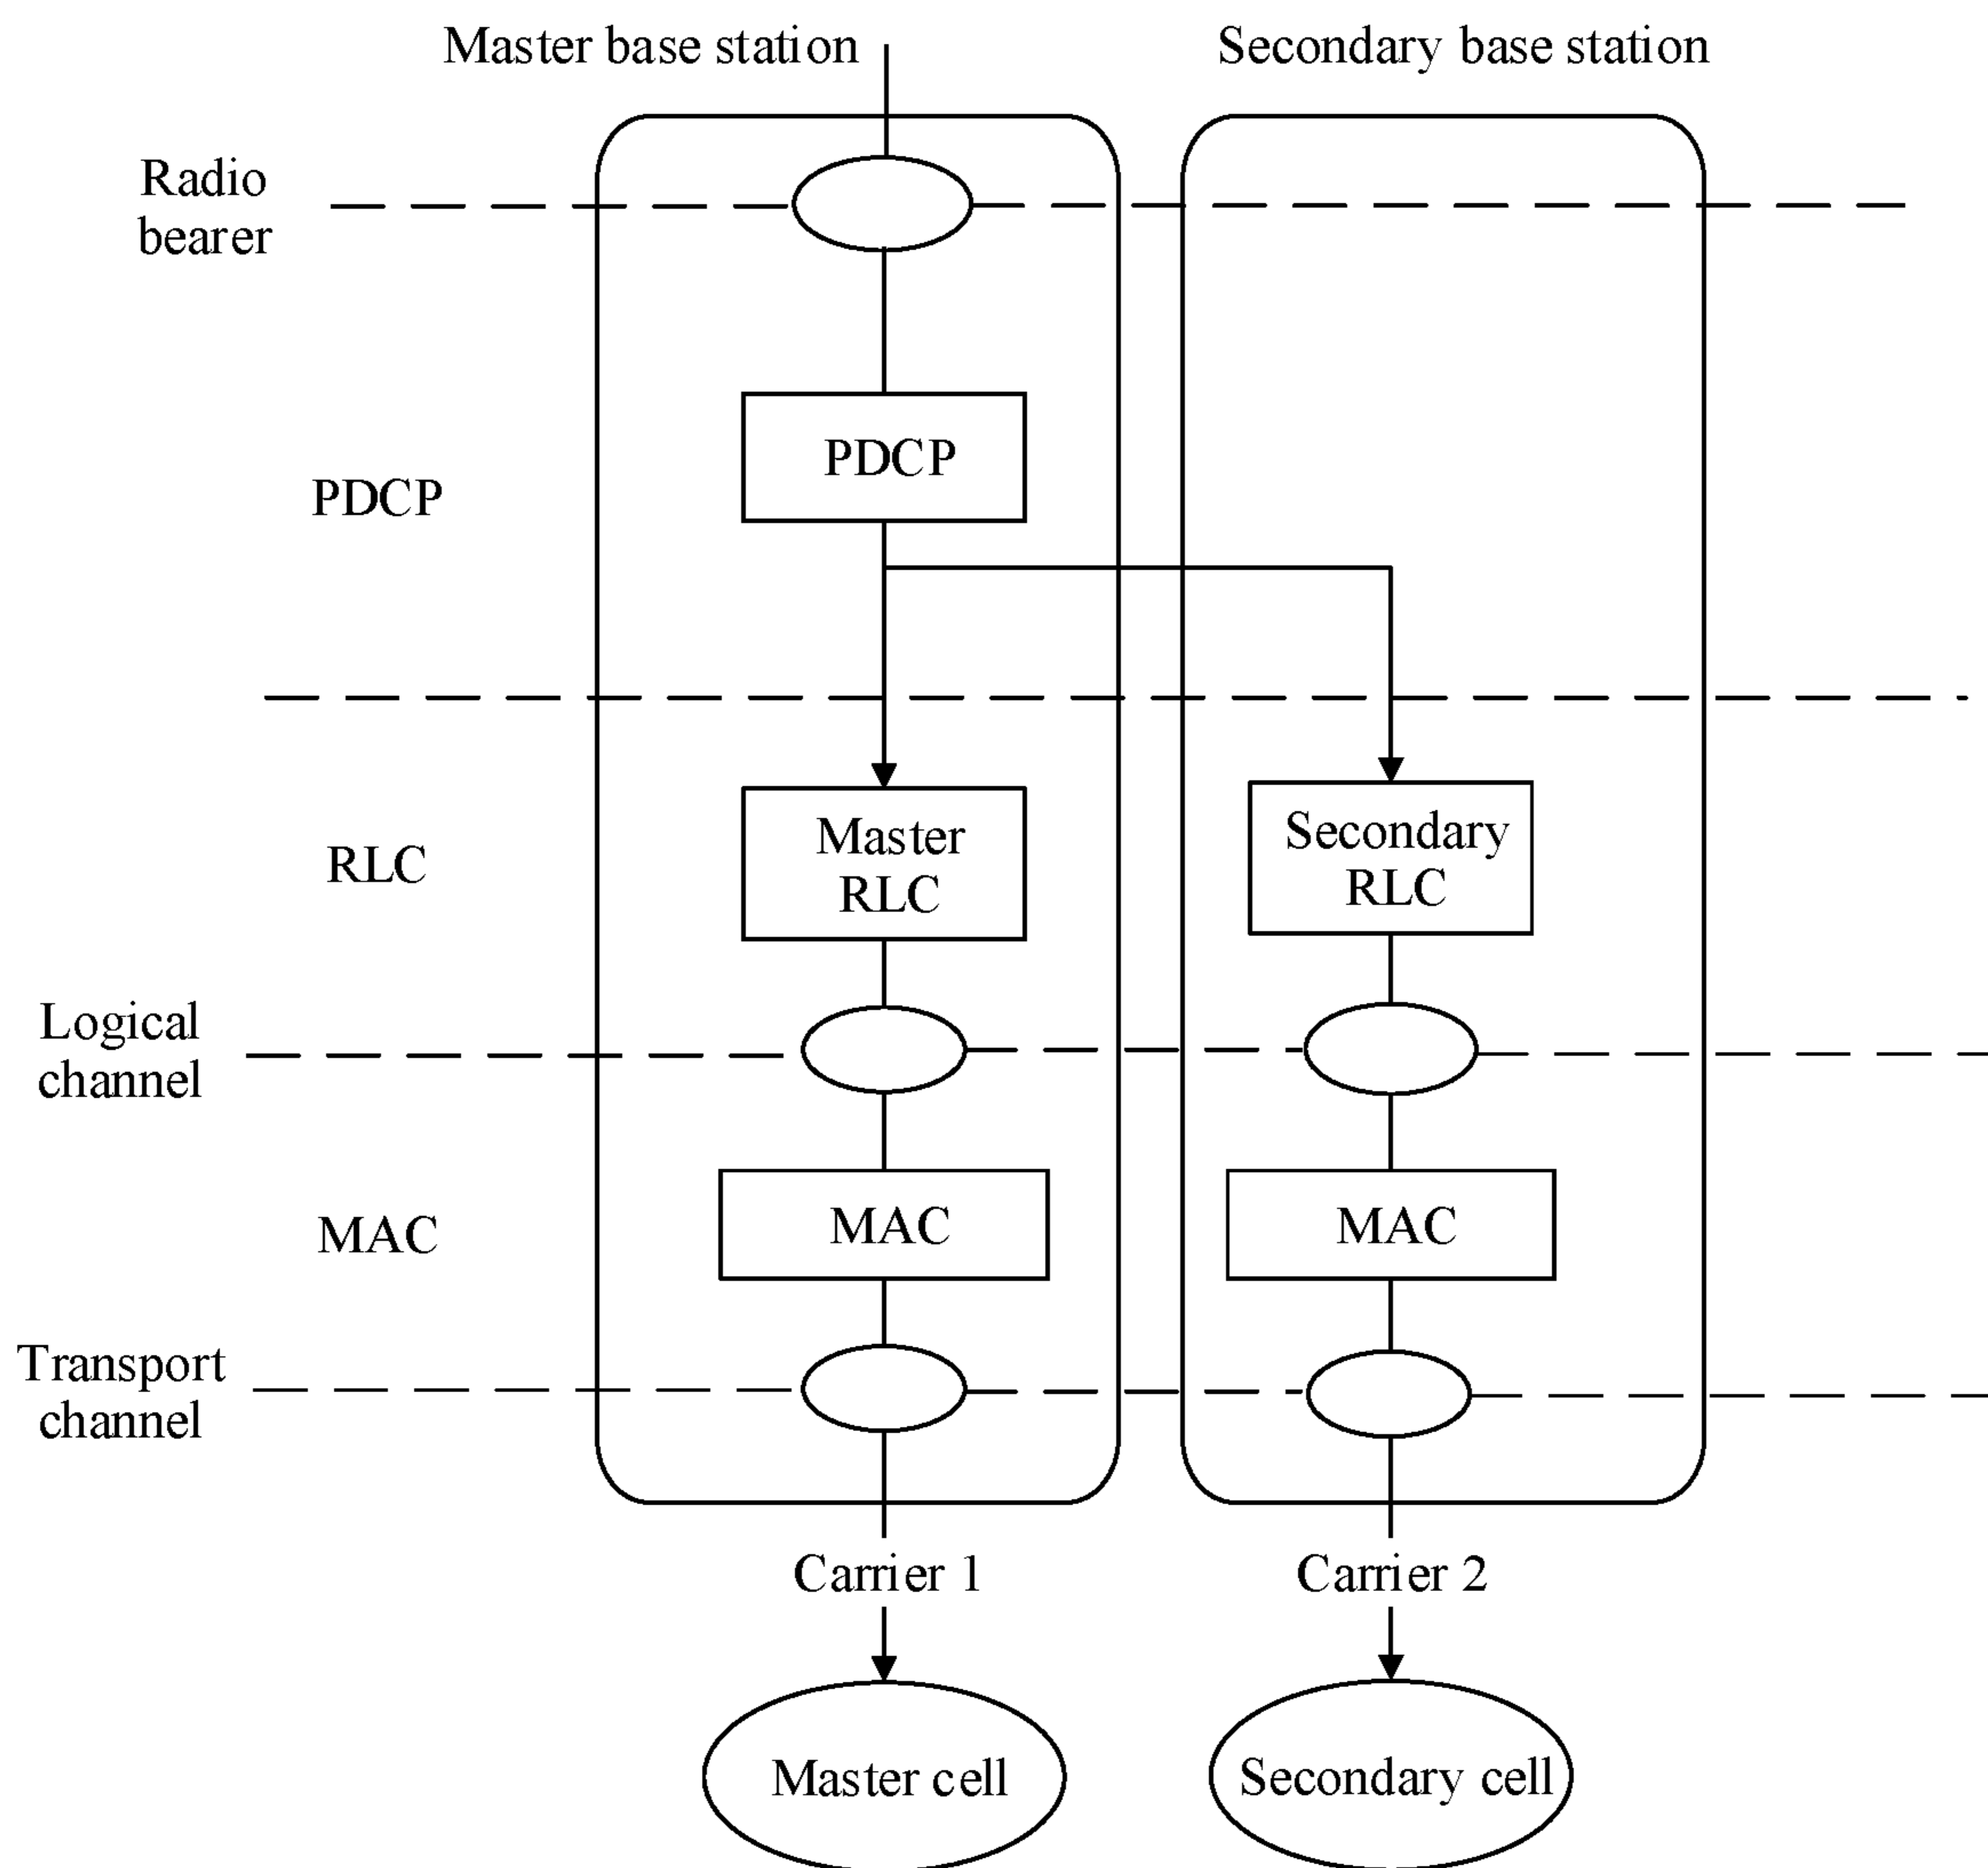 Master base station
Secondary base station
Radio
bearer
PDCP
PDCP
Master
RLC
Secondary
RLC
RLC
Logical
channel
MAC
MAC
MAC
Transport
channel
Carrier 1
Carrier 2
Master cell
Secondary cell